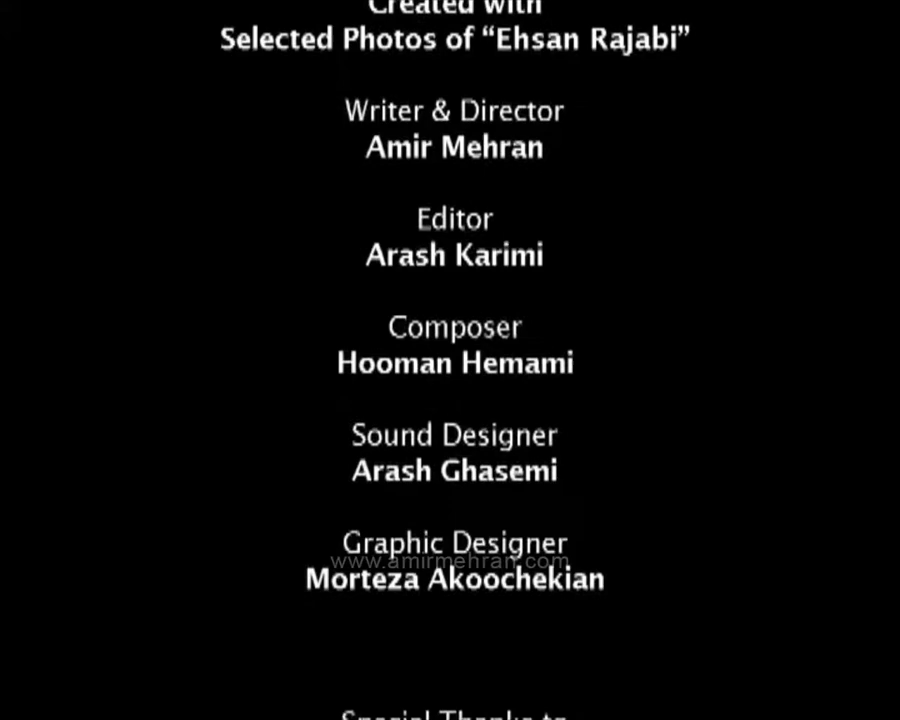 Created with
Selected Photos of “Ehsan Rajabi”
Writer & Director
Amir Mehran
Editor
Arash Karimi
Composer
Hooman Hemami
Sound Designer
Arash Ghasemi
Graphic Designer
www.amirmehran.com
Morteza Akoochekian
Special Thanks to